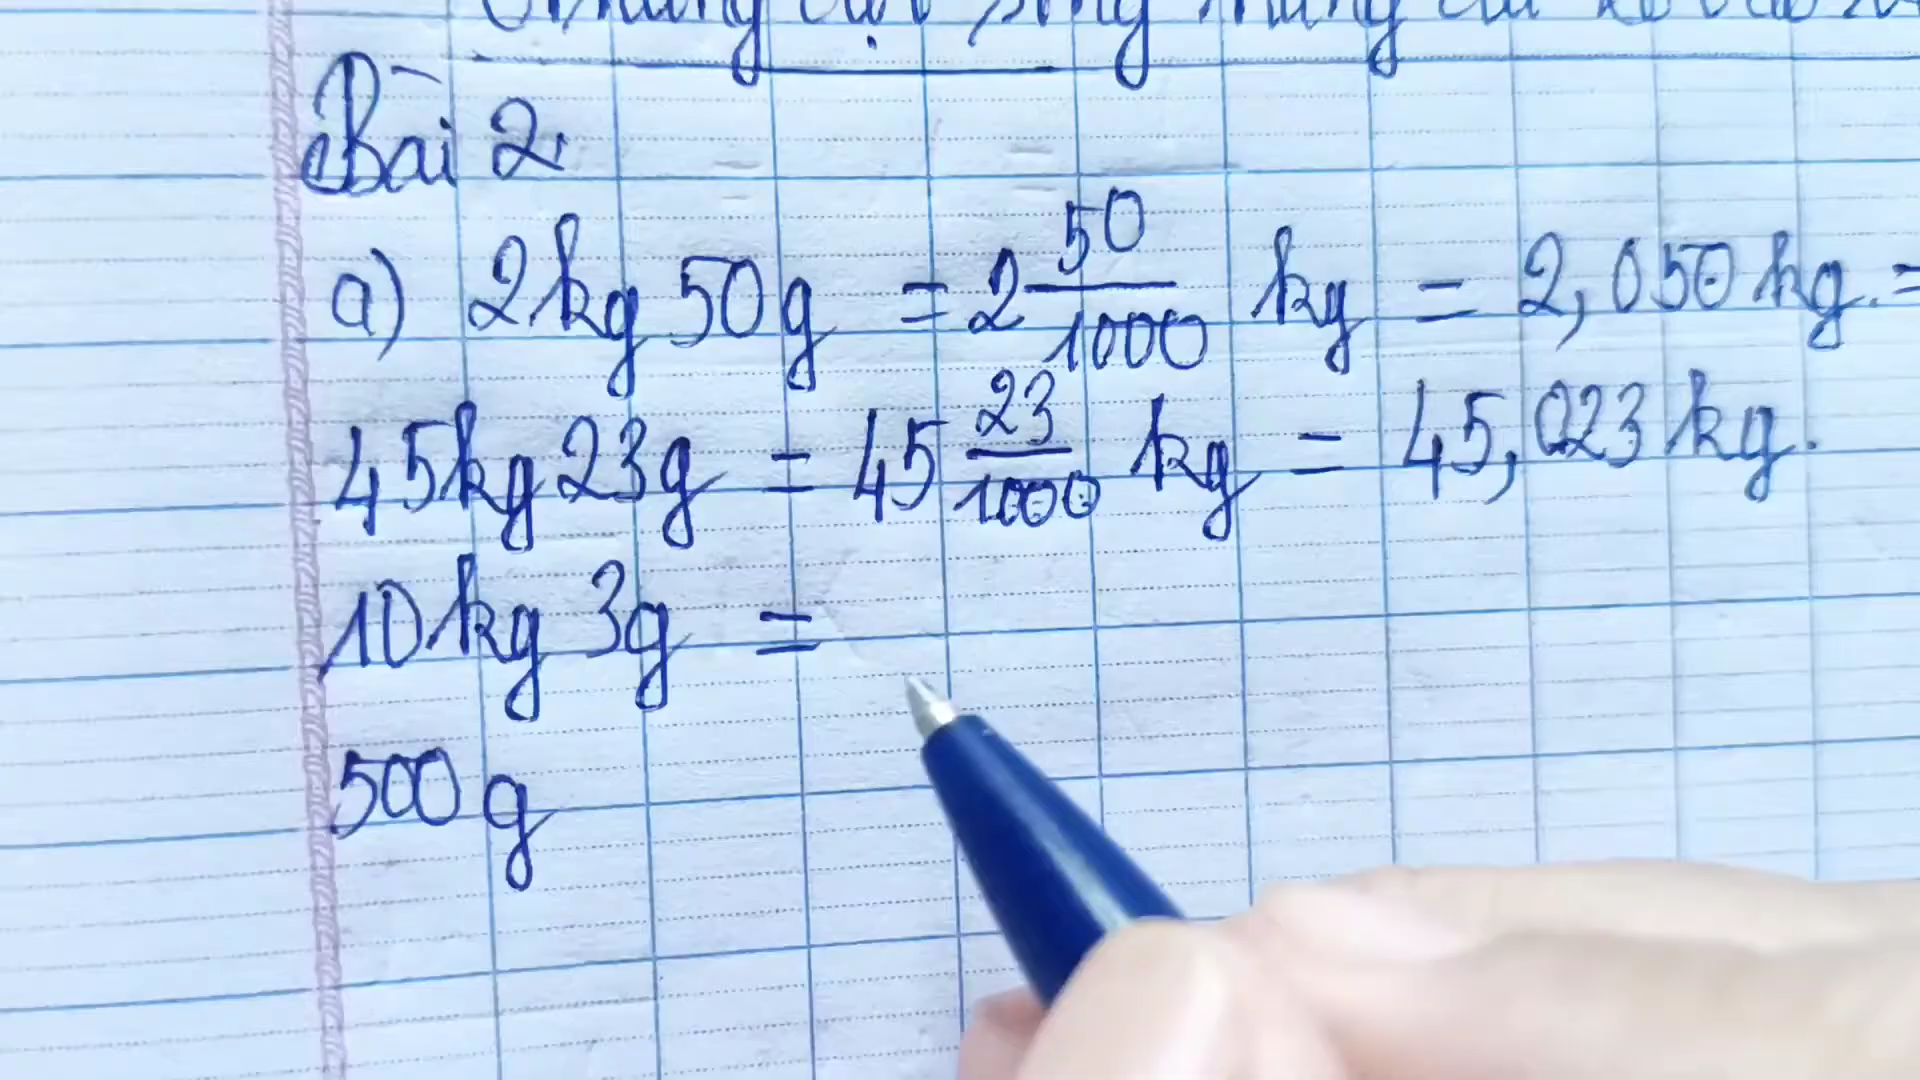 Bài 2.
a) 2kg 50g = 2 50/1000 kg = 2,050 kg. =
45kg 23g = 45 23/1000 kg = 45,023 kg.
10kg 3g =
500g